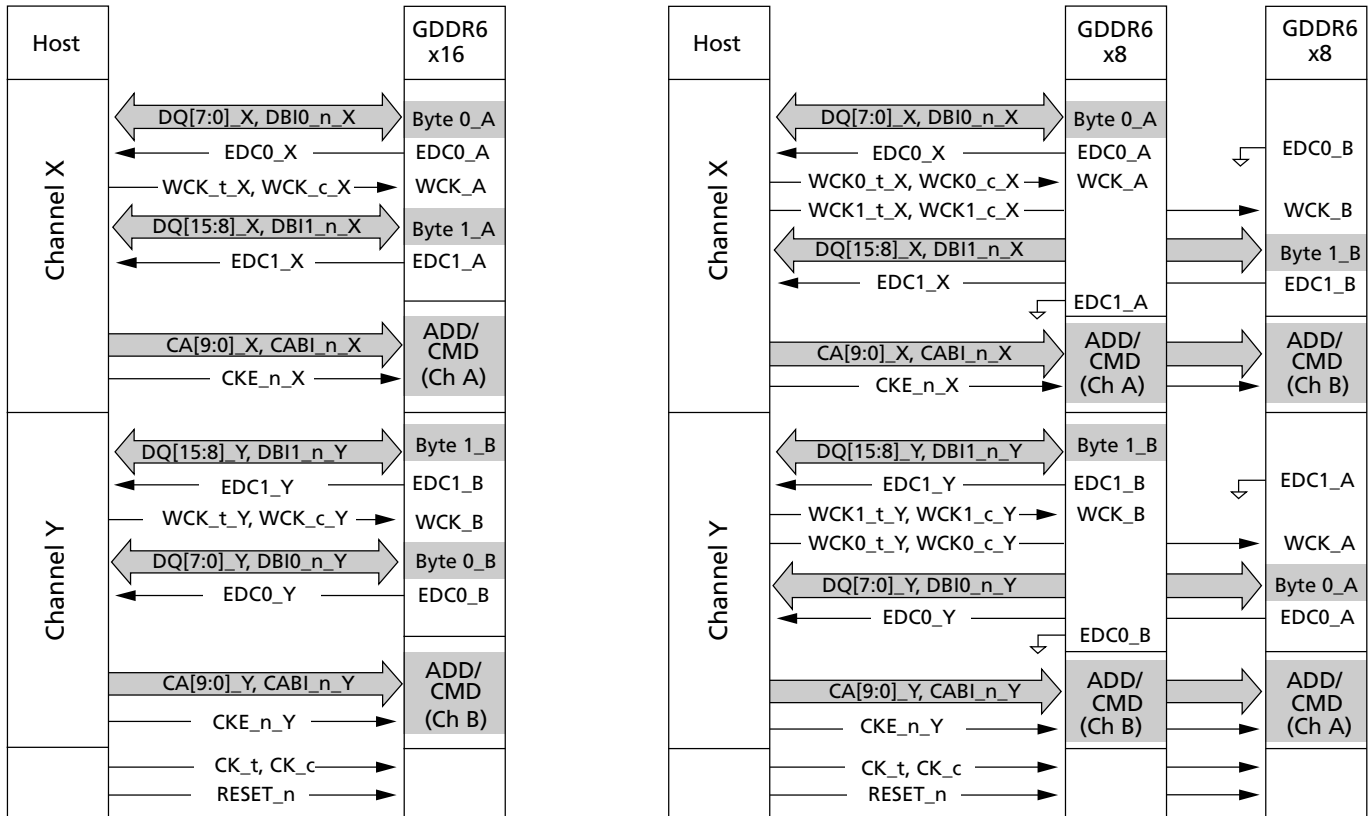 Host
GDDR6
x16
Channel X
DQ[7:0]_X, DBI0_n_X
Byte 0_A
EDC0_X
EDC0_A
WCK_t_X, WCK_c_X
WCK_A
DQ[15:8]_X, DBI1_n_X
Byte 1_A
EDC1_X
EDC1_A
CA[9:0]_X, CABI_n_X
CKE_n_X
ADD/
CMD
(Ch A)
Channel Y
DQ[15:8]_Y, DBI1_n_Y
Byte 1_B
EDC1_Y
EDC1_B
WCK_t_Y, WCK_c_Y
WCK_B
DQ[7:0]_Y, DBI0_n_Y
Byte 0_B
EDC0_Y
EDC0_B
CA[9:0]_Y, CABI_n_Y
CKE_n_Y
ADD/
CMD
(Ch B)
CK_t, CK_c
RESET_n
Host
GDDR6
x8
GDDR6
x8
Channel X
DQ[7:0]_X, DBI0_n_X
Byte 0_A
EDC0_X
EDC0_A
EDC0_B
WCK0_t_X, WCK0_c_X
WCK_A
WCK1_t_X, WCK1_c_X
WCK_B
DQ[15:8]_X, DBI1_n_X
Byte 1_B
EDC1_X
EDC1_B
EDC1_A
CA[9:0]_X, CABI_n_X
CKE_n_X
ADD/
CMD
(Ch A)
ADD/
CMD
(Ch B)
Channel Y
DQ[15:8]_Y, DBI1_n_Y
Byte 1_B
EDC1_Y
EDC1_B
EDC1_A
WCK1_t_Y, WCK1_c_Y
WCK_B
WCK0_t_Y, WCK0_c_Y
WCK_A
DQ[7:0]_Y, DBI0_n_Y
Byte 0_A
EDC0_Y
EDC0_A
EDC0_B
CA[9:0]_Y, CABI_n_Y
CKE_n_Y
ADD/
CMD
(Ch B)
ADD/
CMD
(Ch A)
CK_t, CK_c
RESET_n